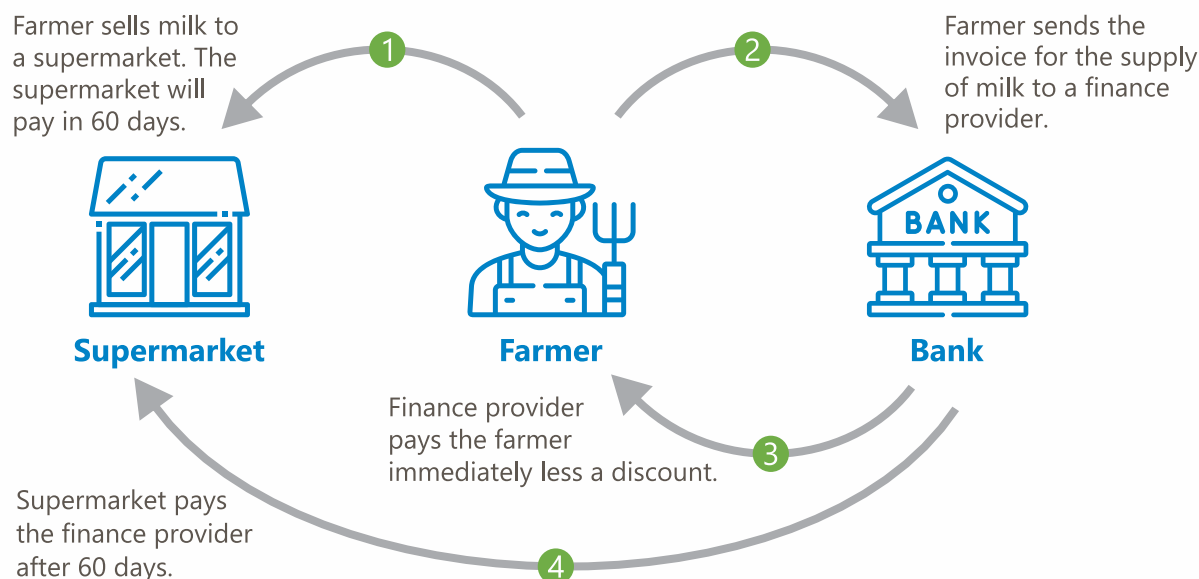 Farmer sells milk to
a supermarket. The
supermarket will
pay in 60 days.
1
2
Farmer sends the
invoice for the supply
of milk to a finance
provider.
BANK
Supermarket
Farmer
Bank
Finance provider
pays the farmer
immediately less a discount.
3
Supermarket pays
the finance provider
after 60 days.
4